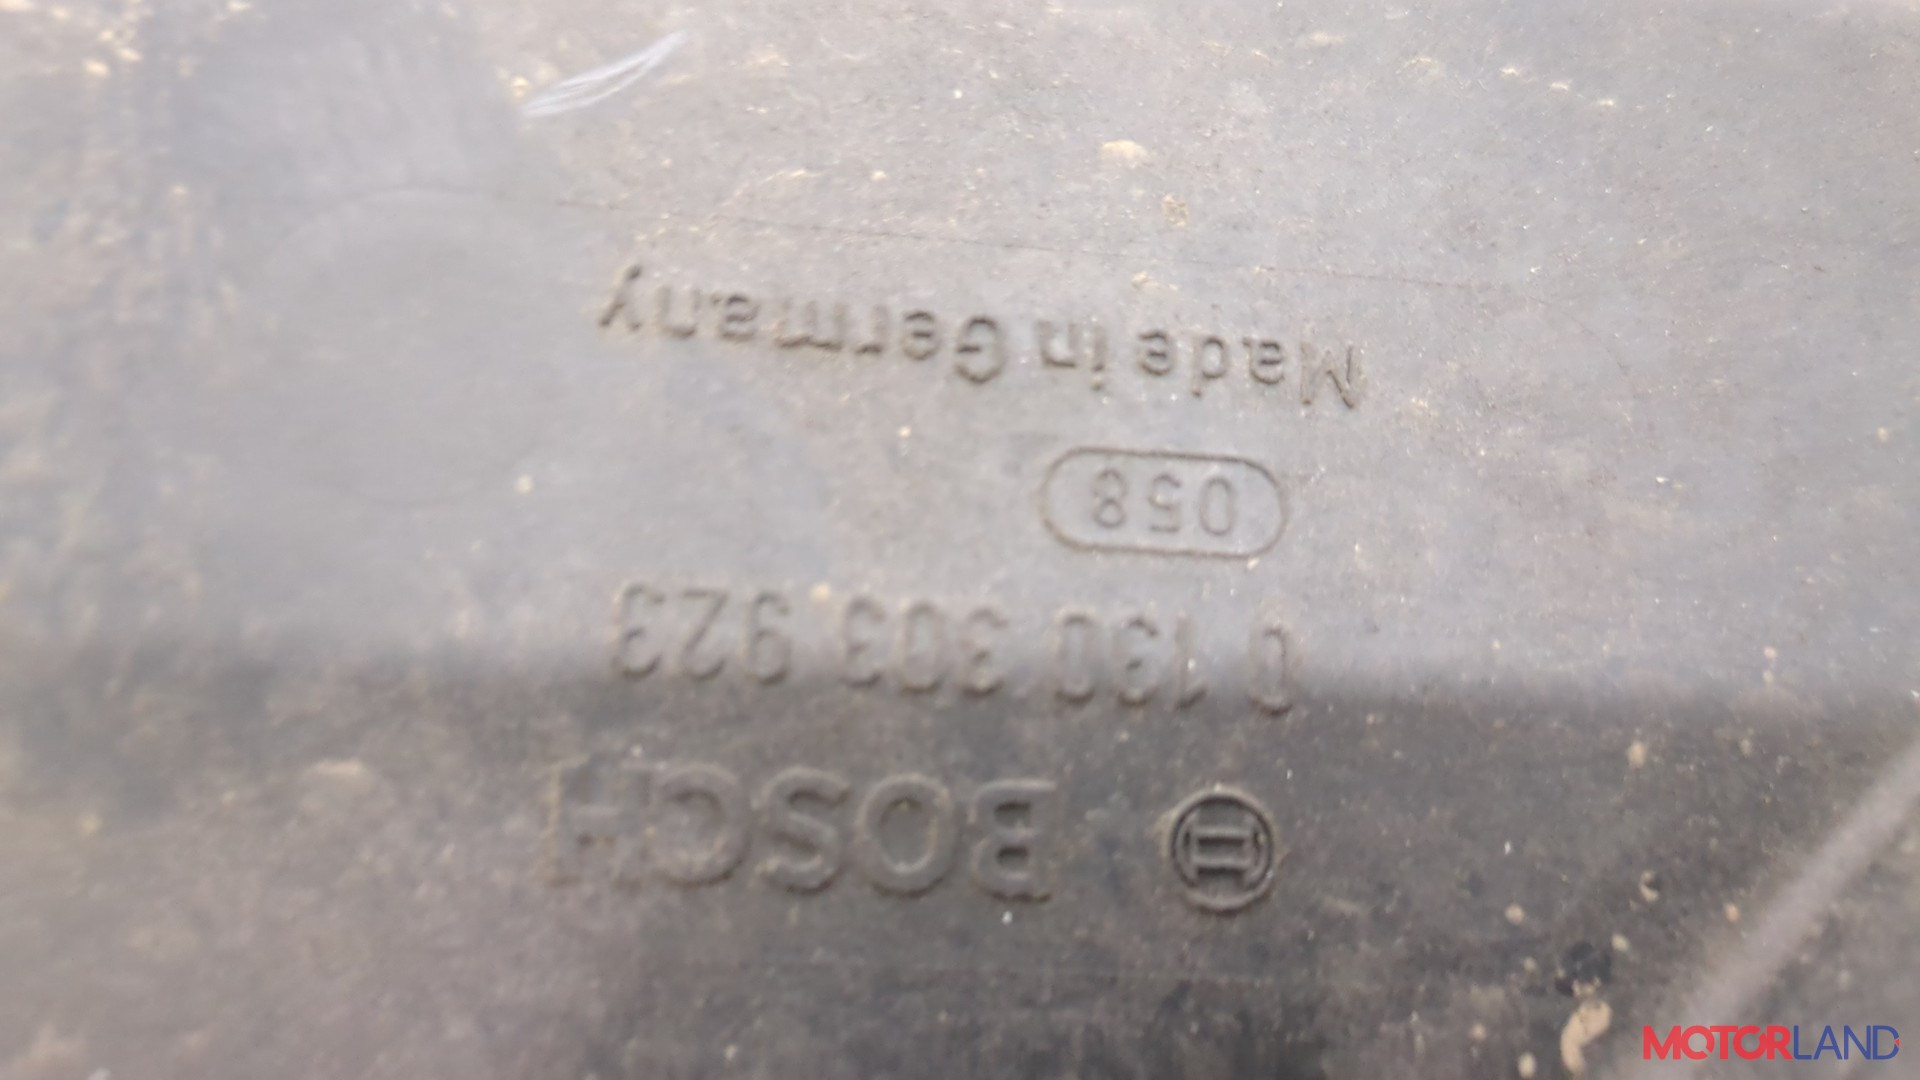 BOSCH
0 130 303 923
058
Made in Germany
MOTORLAND